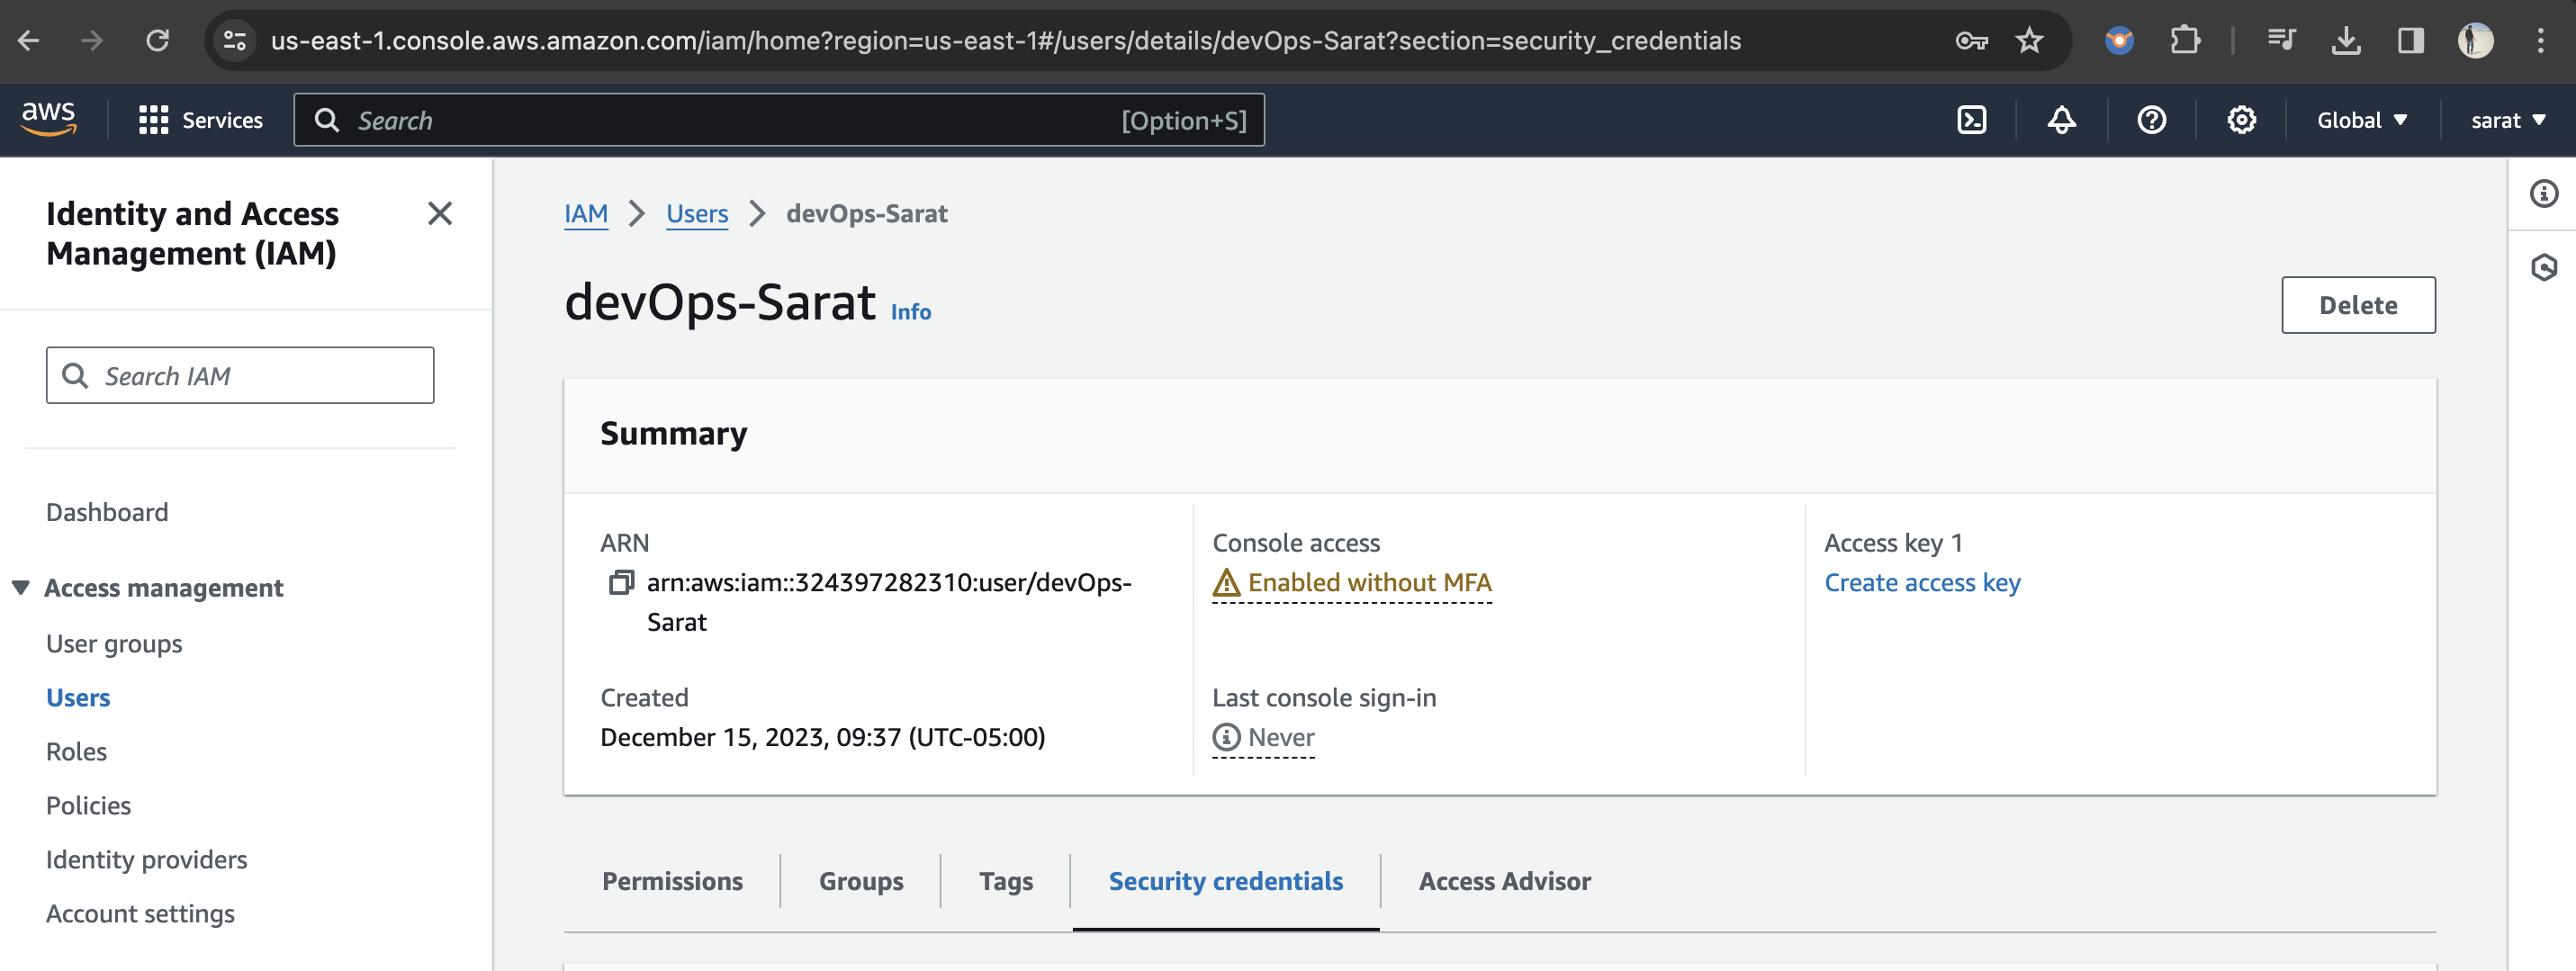 us-east-1.console.aws.amazon.com/iam/home?region=us-east-1#/users/details/devOps-Sarat?section=security_credentials
aws
Services
Search
[Option+S]
Global
sarat
Identity and Access
Management (IAM)
Search IAM
Dashboard
Access management
User groups
Users
Roles
Policies
Identity providers
Account settings
IAM
Users
devOps-Sarat
devOps-Sarat Info
Delete
Summary
ARN
arn:aws:iam::324397282310:user/devOps-
Sarat
Console access
Enabled without MFA
Access key 1
Create access key
Created
December 15, 2023, 09:37 (UTC-05:00)
Last console sign-in
Never
Permissions
Groups
Tags
Security credentials
Access Advisor